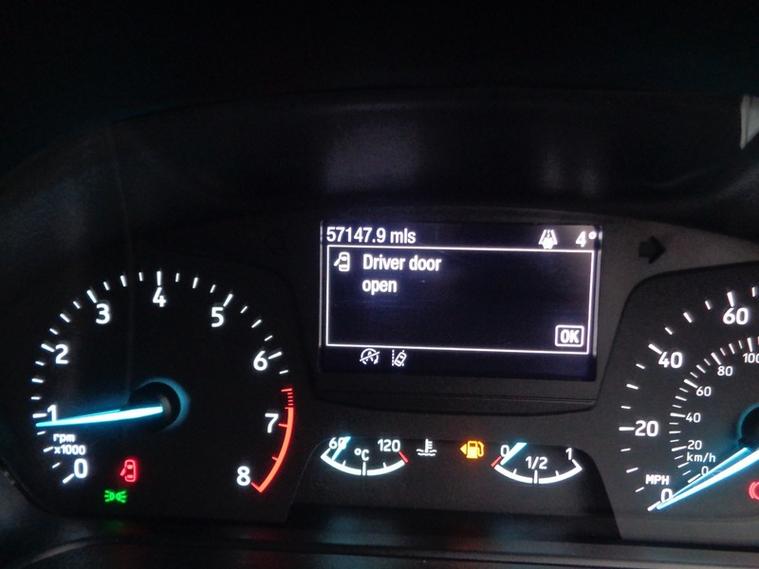 57147.9 mls 4°
Driver door
open
OK
0 1 2 3 4 5 6 7 8
rpm
x1000
60 120
°C
0 1/2 1
0 20 40 60
MPH
0 20 40 60 80 100
km/h